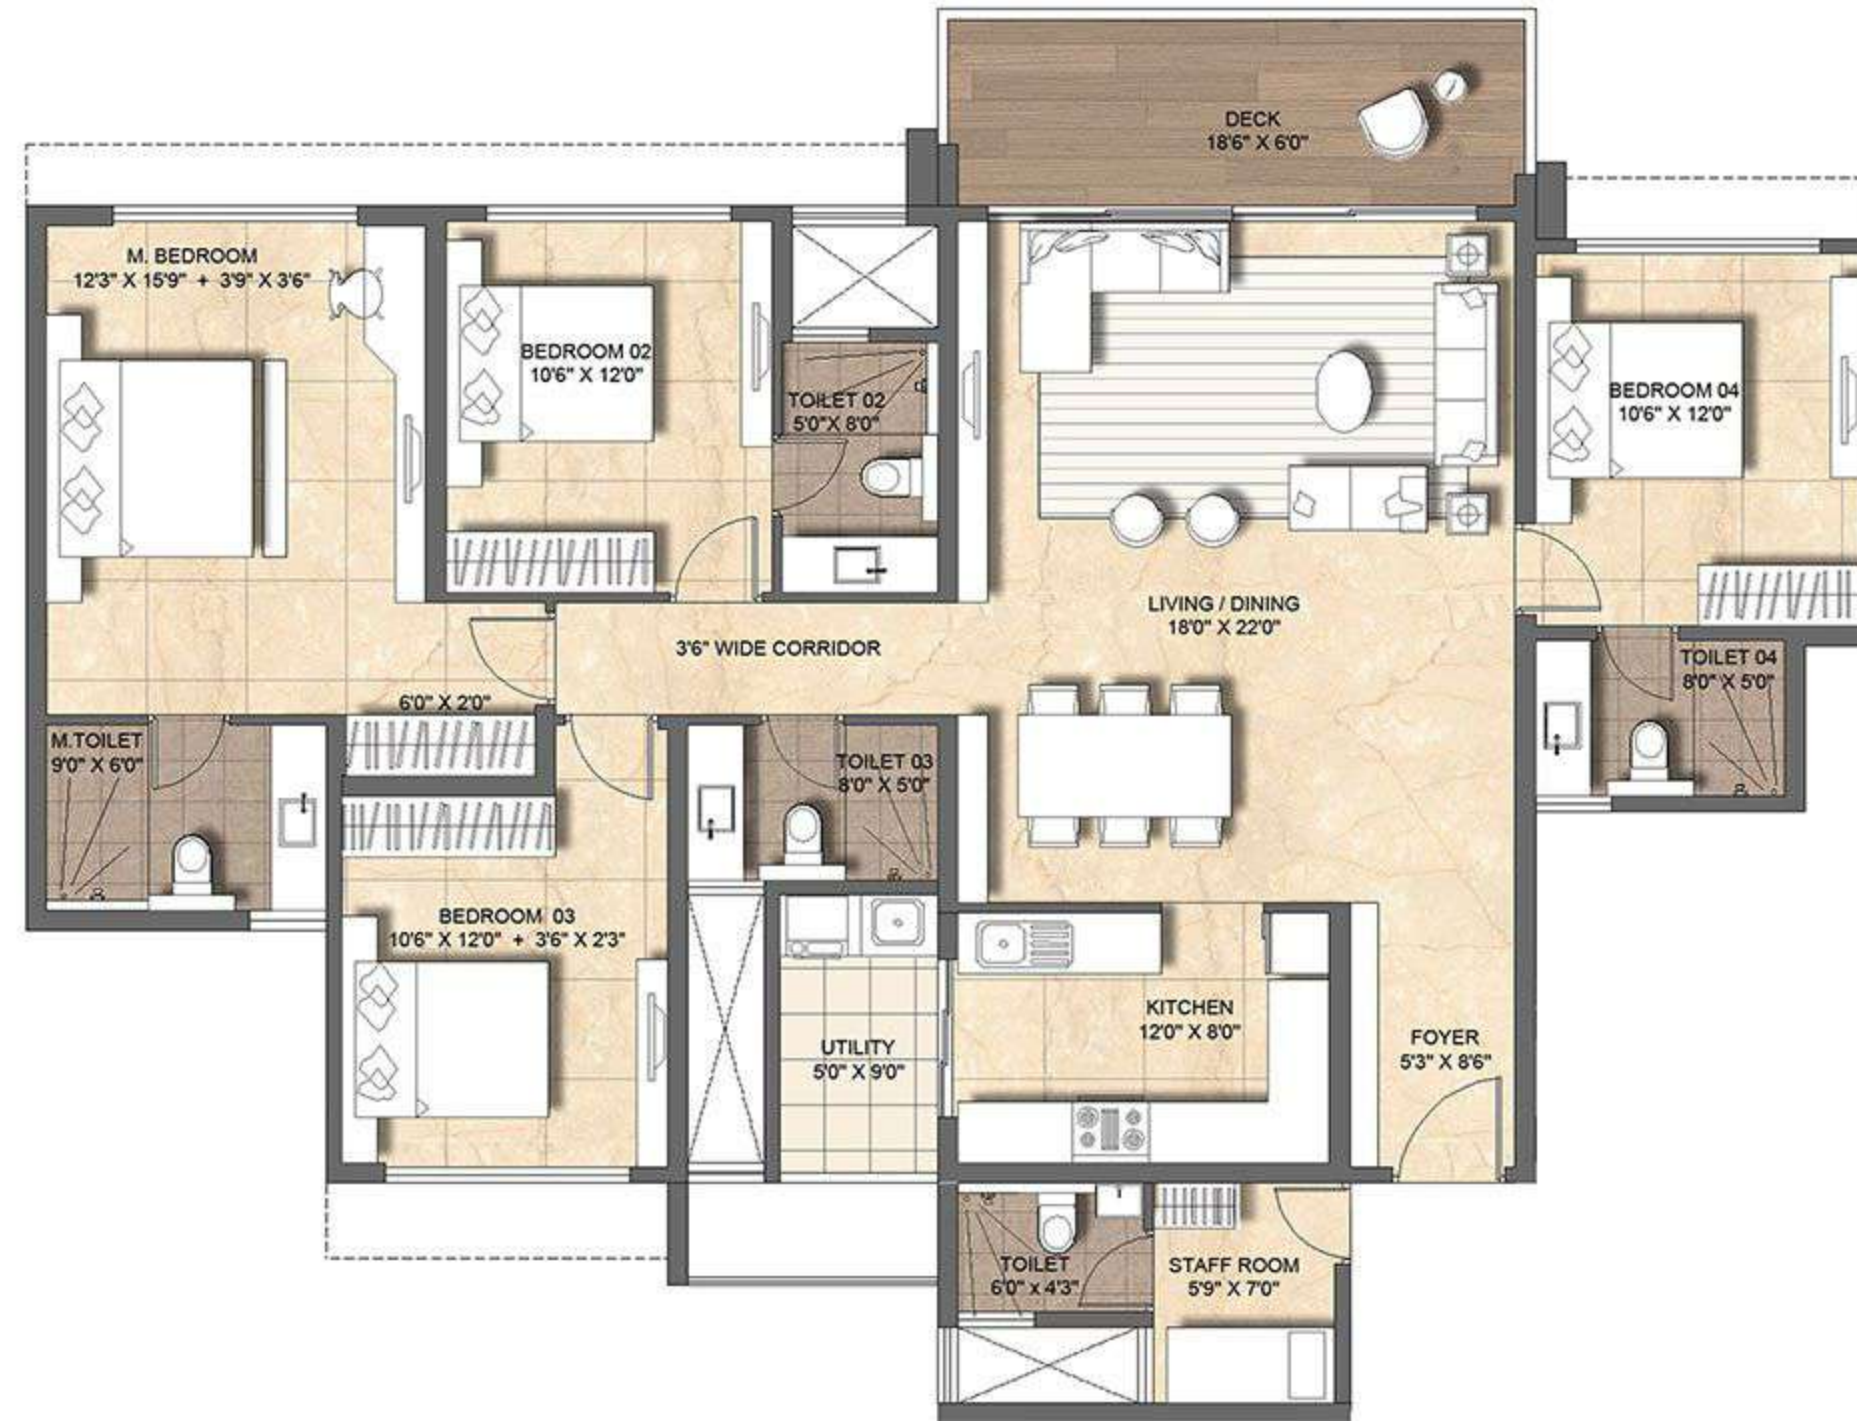 DECK
18'6" X 6'0"
M. BEDROOM
12'3" X 15'9" + 3'9" X 3'6"
BEDROOM 02
10'6" X 12'0"
TOILET 02
5'0"X 8'0"
BEDROOM 04
10'6" X 12'0"
LIVING / DINING
18'0" X 22'0"
3'6" WIDE CORRIDOR
6'0" X 2'0"
TOILET 04
8'0" X 5'0"
M.TOILET
9'0" X 6'0"
TOILET 03
8'0" X 5'0"
BEDROOM 03
10'6" X 12'0" + 3'6" X 2'3"
KITCHEN
12'0" X 8'0"
UTILITY
5'0" X 9'0"
FOYER
5'3" X 8'6"
TOILET
6'0" x 4'3"
STAFF ROOM
5'9" X 7'0"